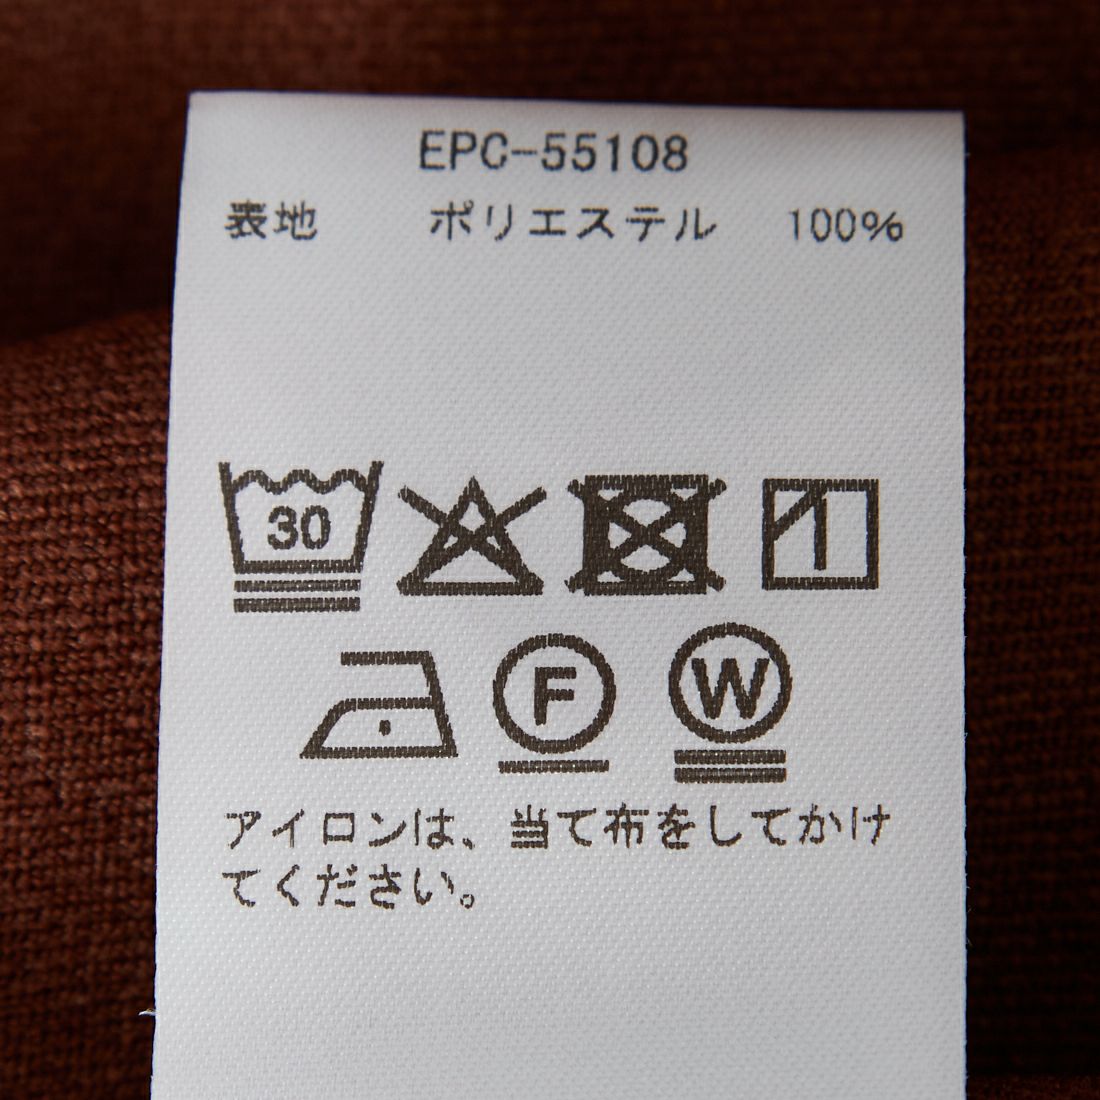 EPC-55108
表地 ポリエステル 100%
30
F W
アイロンは、当て布をしてかけ
てください。